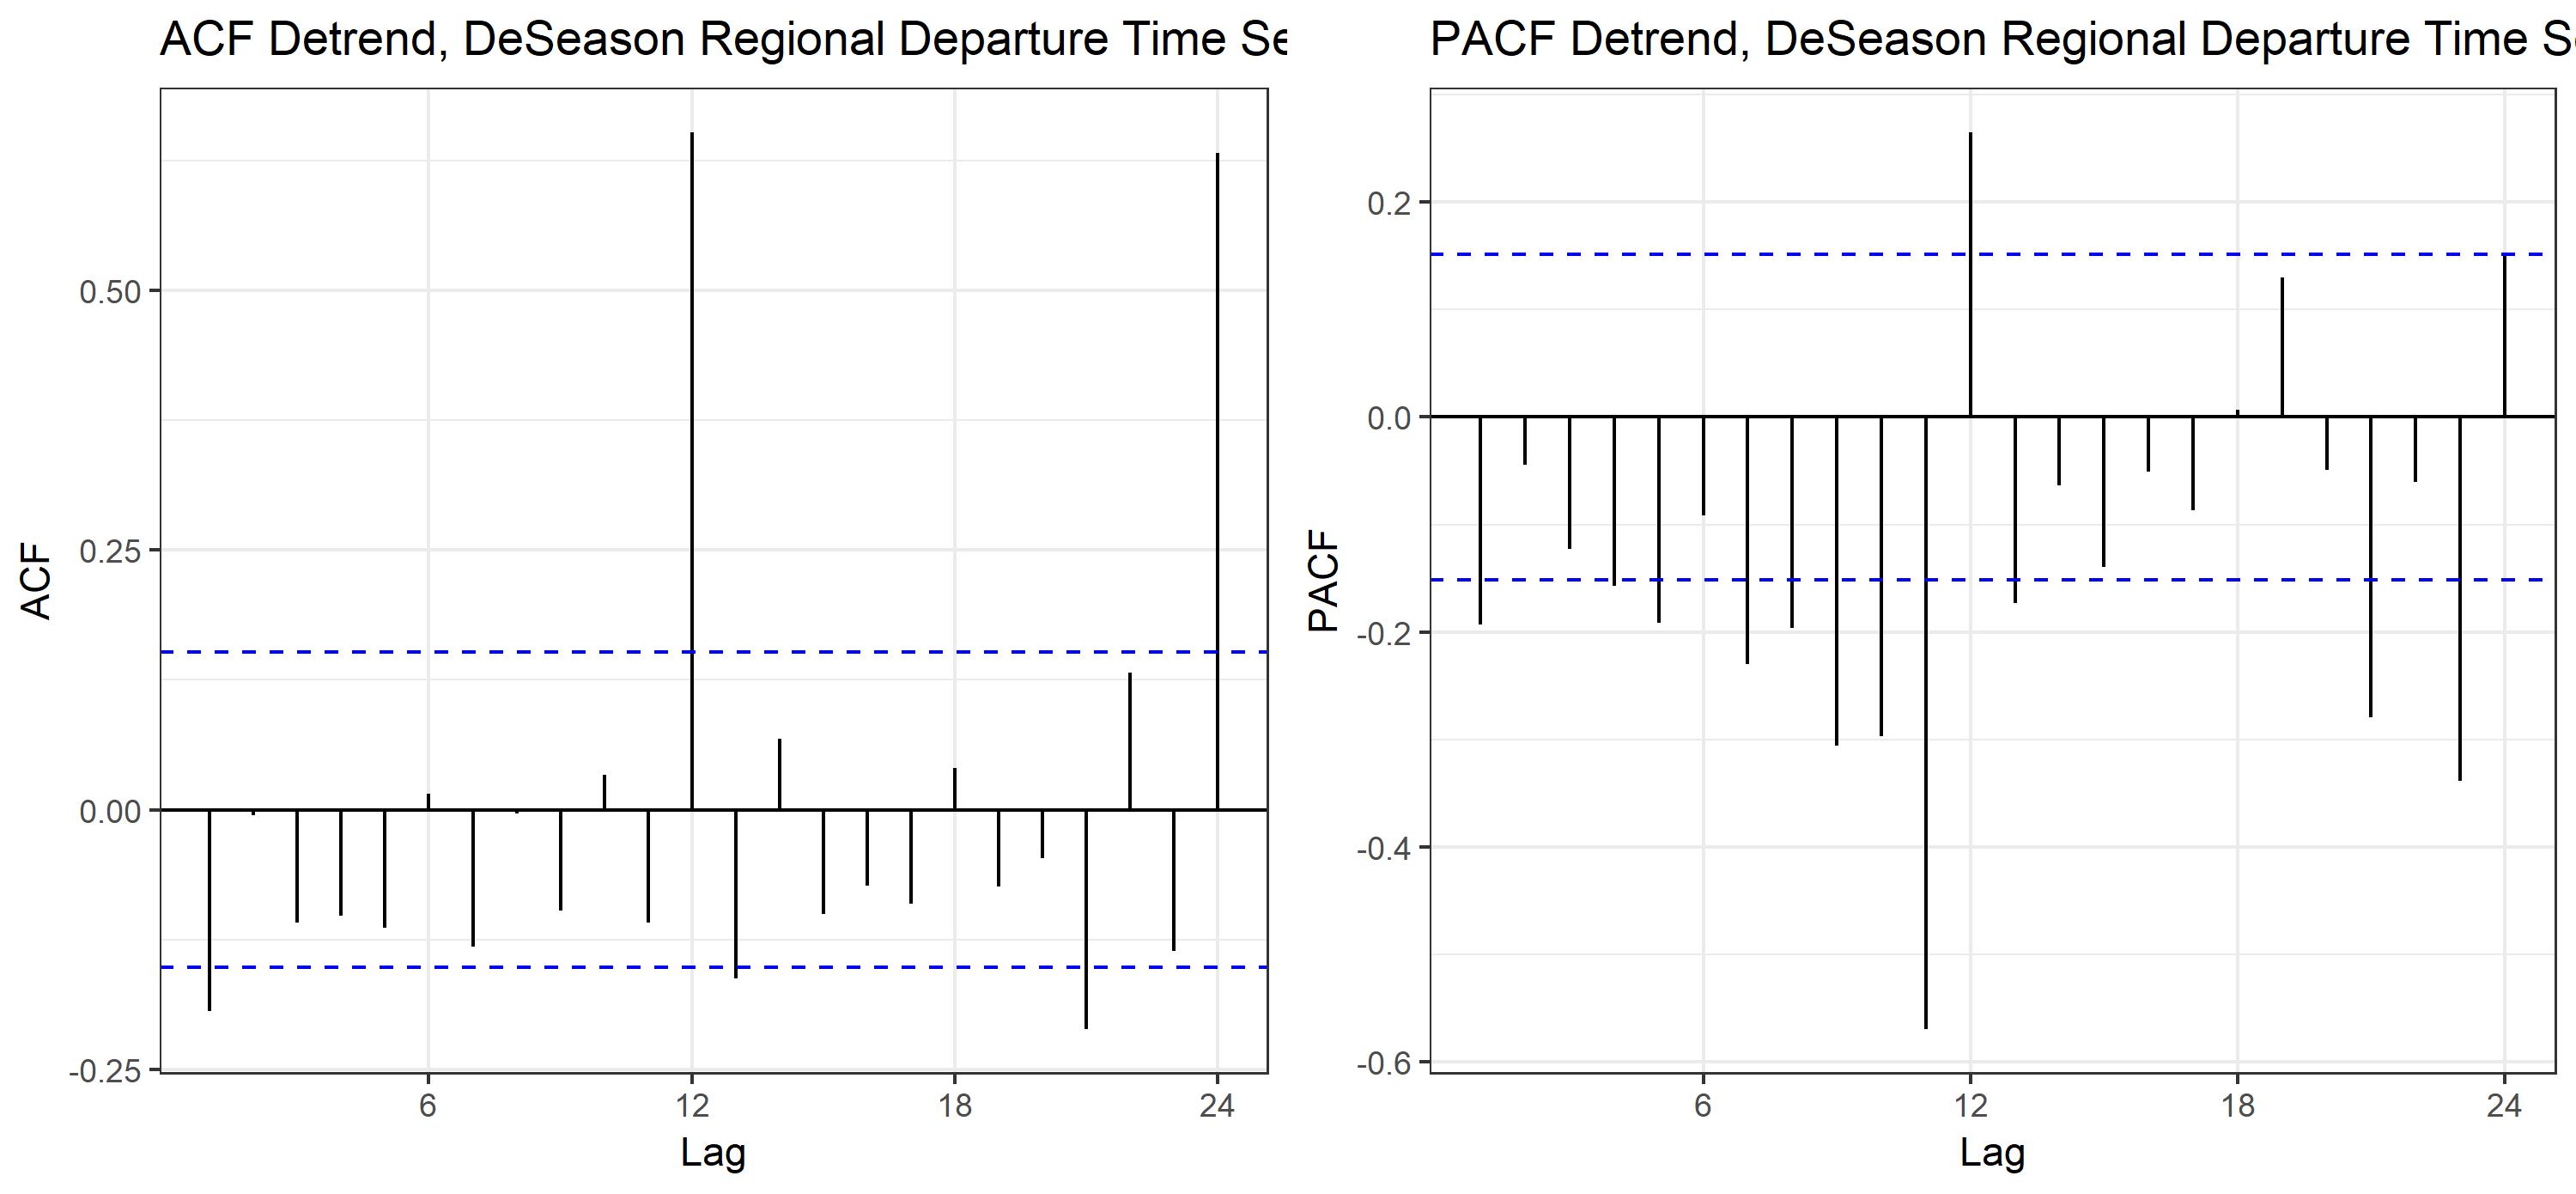 ACF Detrend, DeSeason Regional Departure Time Se
0.50
0.25
0.00
-0.25
ACF
6 12 18 24
Lag
PACF Detrend, DeSeason Regional Departure Time S
0.2
0.0
-0.2
-0.4
-0.6
PACF
6 12 18 24
Lag